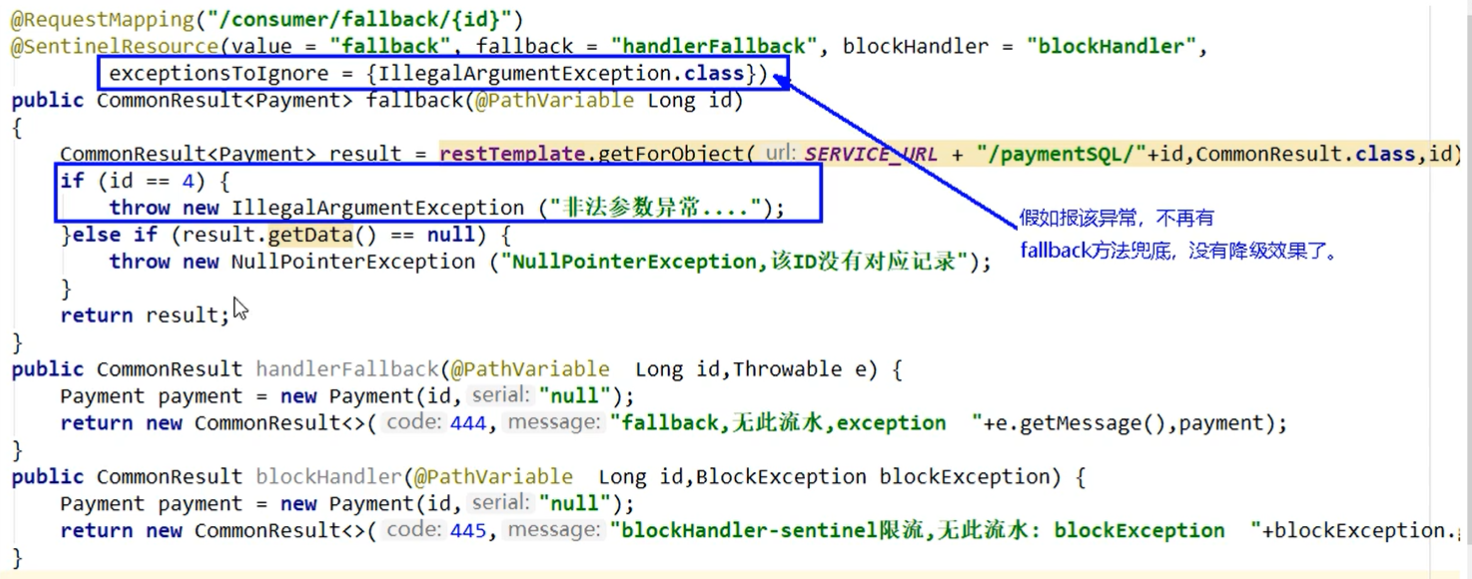 @RequestMapping("/consumer/fallback/{id}")
@SentinelResource(value = "fallback", fallback = "handlerFallback", blockHandler = "blockHandler",
exceptionsToIgnore = {IllegalArgumentException.class})
public CommonResult<Payment> fallback(@PathVariable Long id)
{
CommonResult<Payment> result = restTemplate.getForObject( url: SERVICE_URL + "/paymentSQL/"+id,CommonResult.class,id)
if (id == 4) {
throw new IllegalArgumentException ("非法参数异常....");
假如报该异常，不再有
}else if (result.getData() == null) {
fallback方法兜底，没有降级效果了。
throw new NullPointerException ("NullPointerException,该ID没有对应记录");
}
return result;
}
public CommonResult handlerFallback(@PathVariable Long id,Throwable e) {
Payment payment = new Payment(id, serial: "null");
return new CommonResult<>( code: 444, message: "fallback,无此流水,exception "+e.getMessage(),payment);
}
public CommonResult blockHandler(@PathVariable Long id,BlockException blockException) {
Payment payment = new Payment(id, serial: "null");
return new CommonResult<>( code: 445, message: "blockHandler-sentinel限流,无此流水: blockException "+blockException.
}